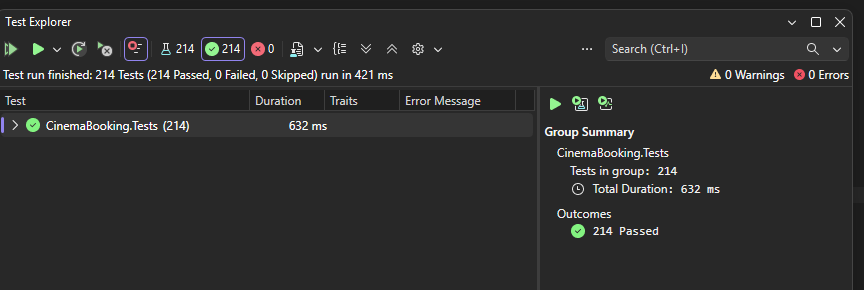 Test Explorer
214 214 0 Search (Ctrl+I)
Test run finished: 214 Tests (214 Passed, 0 Failed, 0 Skipped) run in 421 ms 0 Warnings 0 Errors
Test Duration Traits Error Message
CinemaBooking.Tests (214) 632 ms
Group Summary
CinemaBooking.Tests
Tests in group: 214
Total Duration: 632 ms
Outcomes
214 Passed